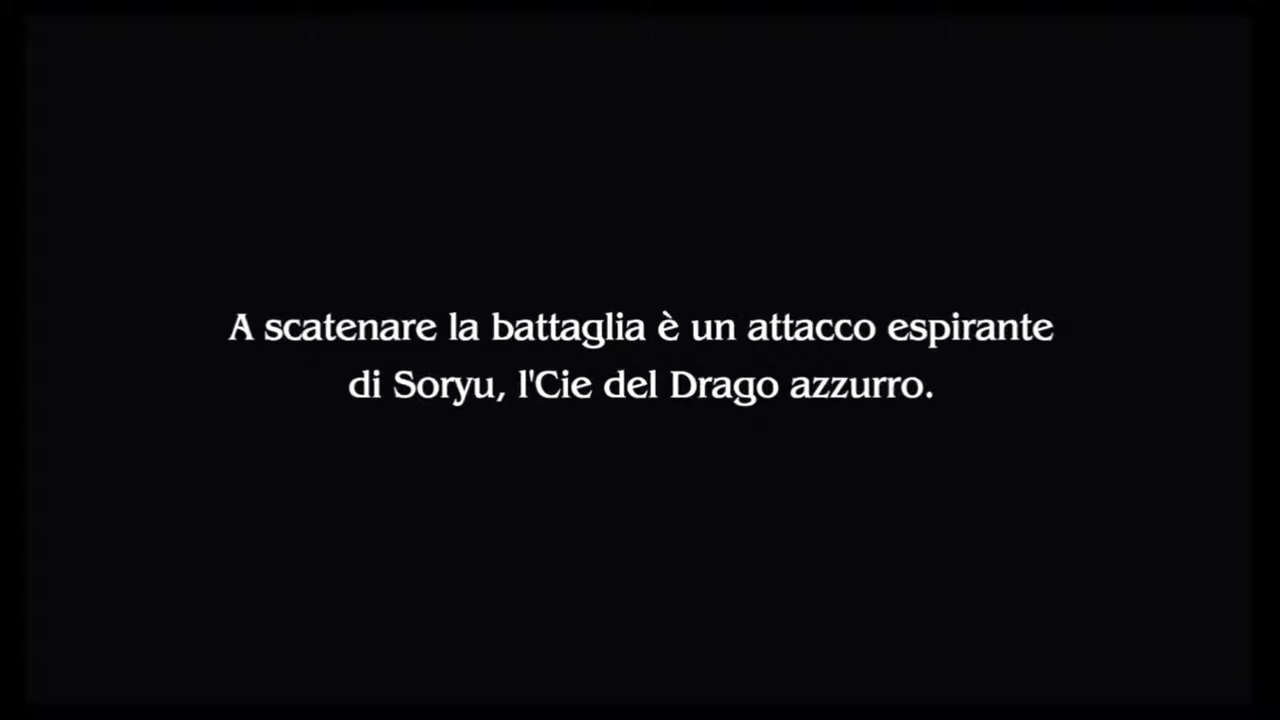 A scatenare la battaglia è un attacco espirante
di Soryu, l'Cie del Drago azzurro.